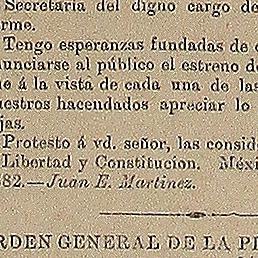 Secretaría del digno cargo de
rme.
Tengo esperanzas fundadas de
unciarse al público el estreno d
e á la vista de cada una de las
estros hacendados apreciar lo
jas.
Protesto á vd. señor, las consid
Libertad y Constitucion. Méxi
82.—Juan E. Martinez.
RDEN GENERAL DE LA P